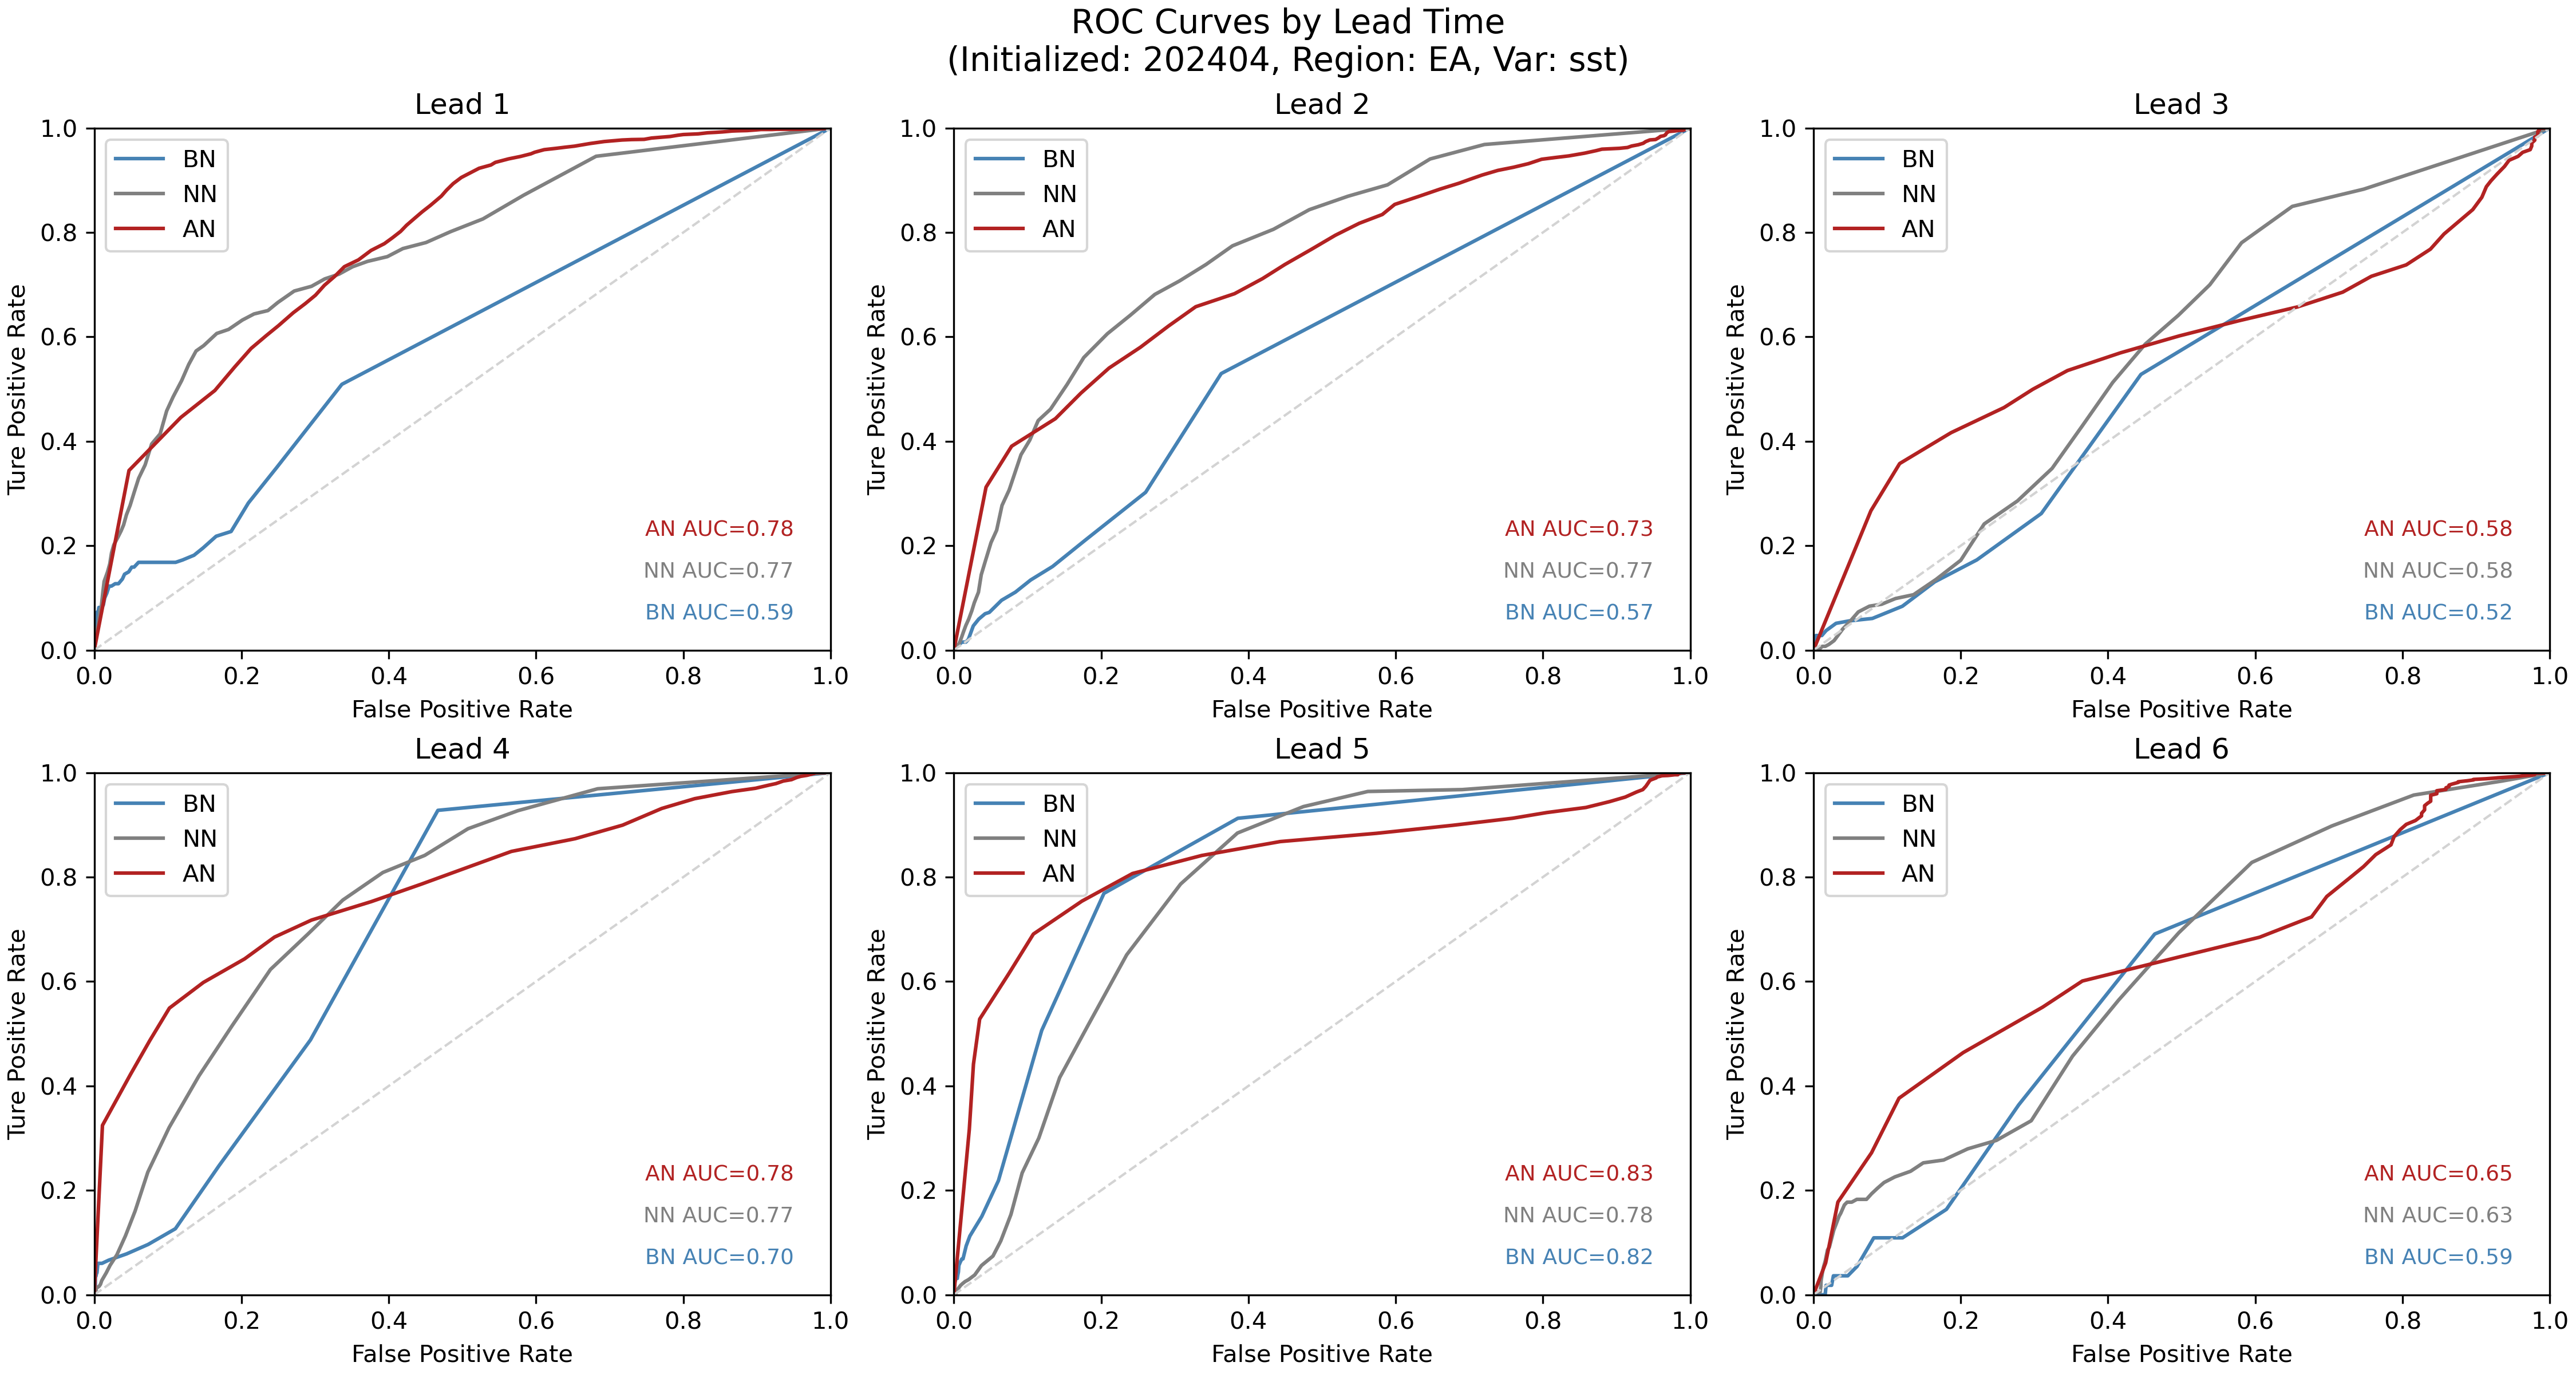 ROC Curves by Lead Time
(Initialized: 202404, Region: EA, Var: sst)
Lead 1
1.0
0.8
0.6
0.4
0.2
0.0
Ture Positive Rate
BN
NN
AN
AN AUC=0.78
NN AUC=0.77
BN AUC=0.59
0.0 0.2 0.4 0.6 0.8 1.0
False Positive Rate
Lead 2
1.0
0.8
0.6
0.4
0.2
0.0
Ture Positive Rate
BN
NN
AN
AN AUC=0.73
NN AUC=0.77
BN AUC=0.57
0.0 0.2 0.4 0.6 0.8 1.0
False Positive Rate
Lead 3
1.0
0.8
0.6
0.4
0.2
0.0
Ture Positive Rate
BN
NN
AN
AN AUC=0.58
NN AUC=0.58
BN AUC=0.52
0.0 0.2 0.4 0.6 0.8 1.0
False Positive Rate
Lead 4
1.0
0.8
0.6
0.4
0.2
0.0
Ture Positive Rate
BN
NN
AN
AN AUC=0.78
NN AUC=0.77
BN AUC=0.70
0.0 0.2 0.4 0.6 0.8 1.0
False Positive Rate
Lead 5
1.0
0.8
0.6
0.4
0.2
0.0
Ture Positive Rate
BN
NN
AN
AN AUC=0.83
NN AUC=0.78
BN AUC=0.82
0.0 0.2 0.4 0.6 0.8 1.0
False Positive Rate
Lead 6
1.0
0.8
0.6
0.4
0.2
0.0
Ture Positive Rate
BN
NN
AN
AN AUC=0.65
NN AUC=0.63
BN AUC=0.59
0.0 0.2 0.4 0.6 0.8 1.0
False Positive Rate